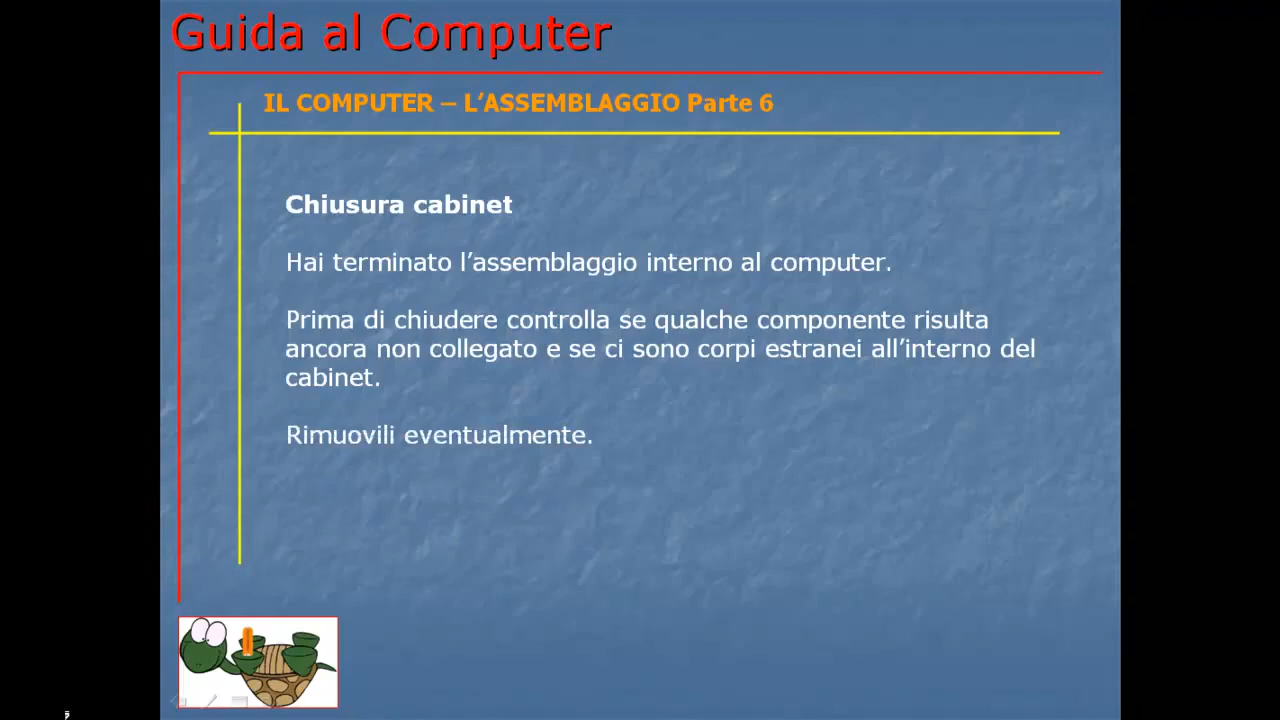 Guida al Computer
IL COMPUTER – L’ASSEMBLAGGIO Parte 6
Chiusura cabinet
Hai terminato l’assemblaggio interno al computer.
Prima di chiudere controlla se qualche componente risulta
ancora non collegato e se ci sono corpi estranei all’interno del
cabinet.
Rimuovili eventualmente.